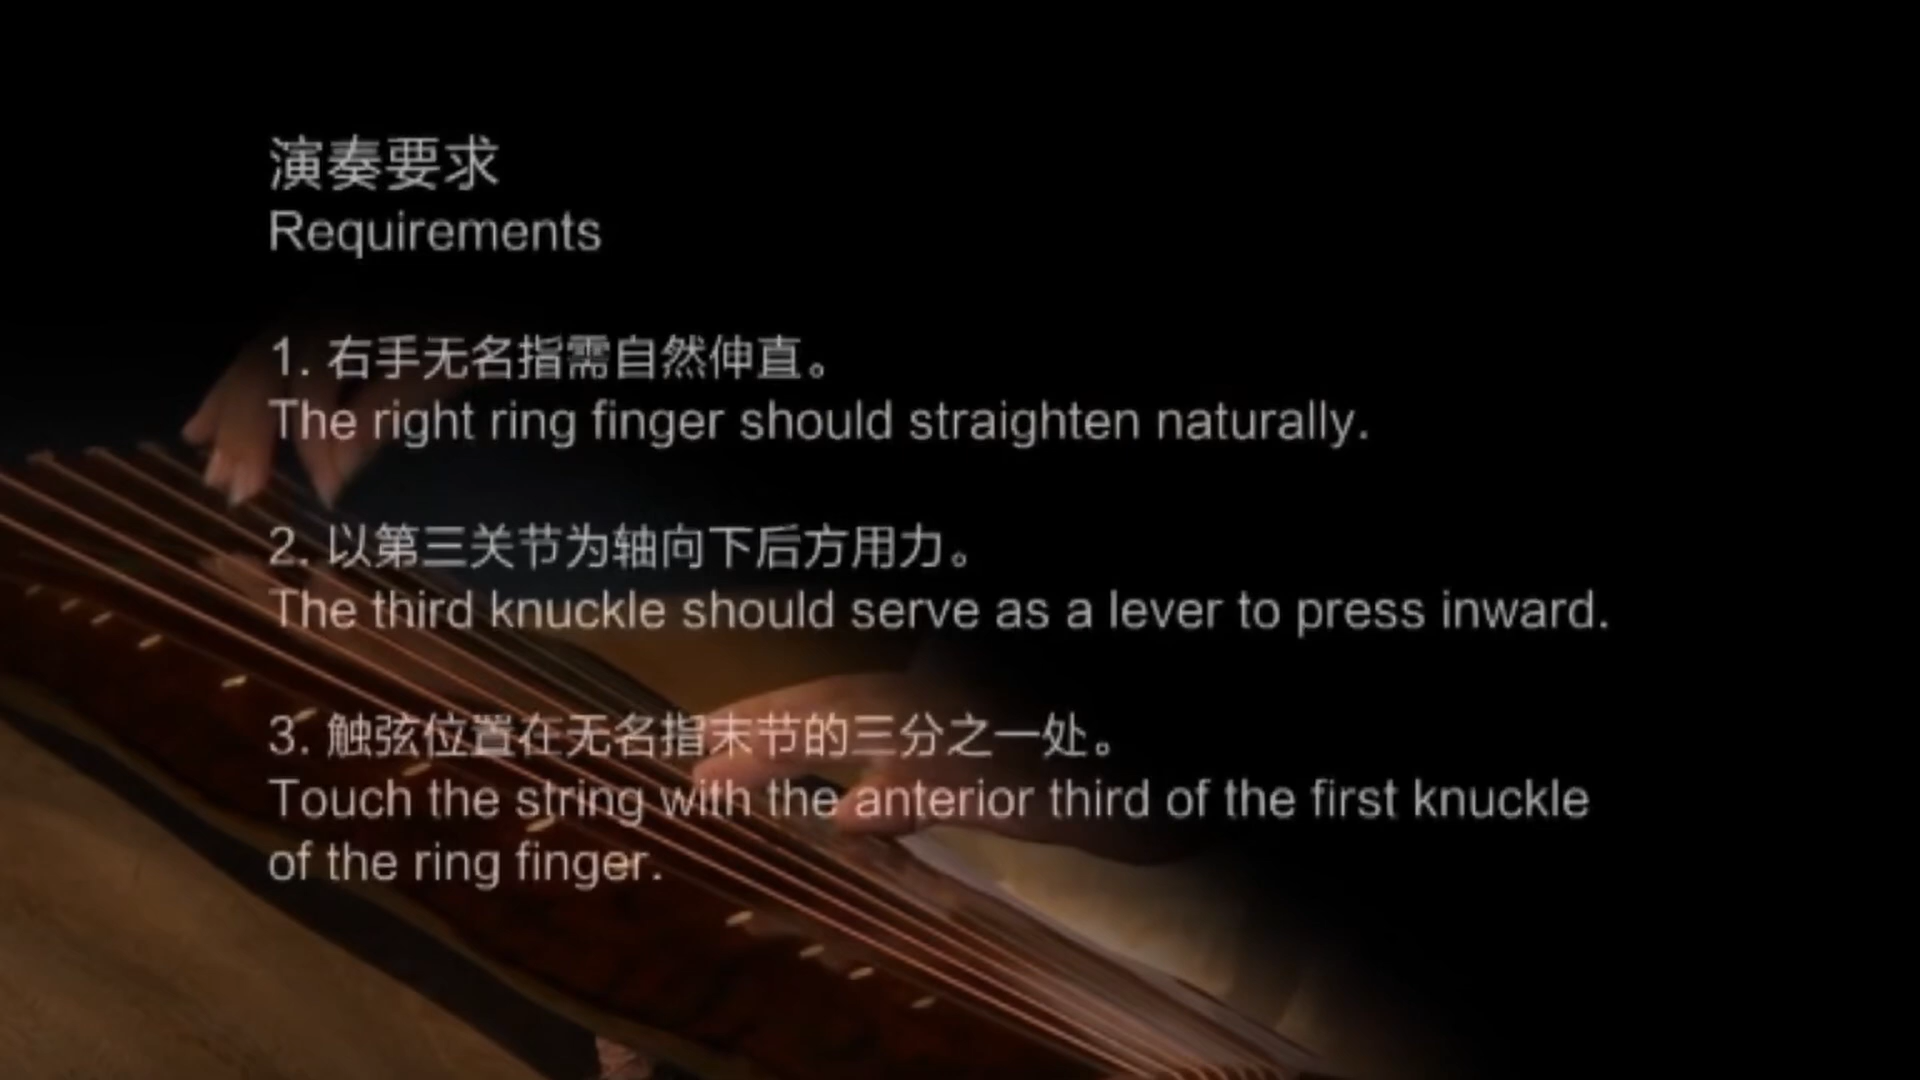 演奏要求
Requirements
1. 右手无名指需自然伸直。
The right ring finger should straighten naturally.
2. 以第三关节为轴向下后方用力。
The third knuckle should serve as a lever to press inward.
3. 触弦位置在无名指末节的三分之一处。
Touch the string with the anterior third of the first knuckle
of the ring finger.